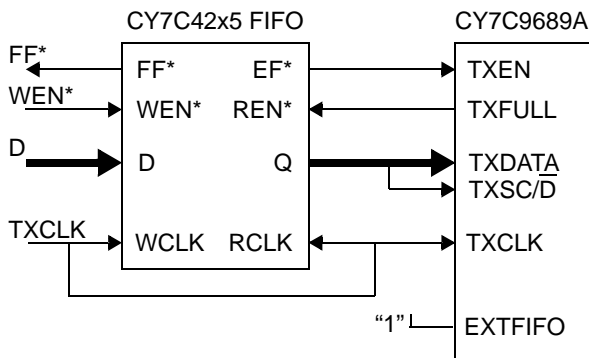 CY7C42x5 FIFO CY7C9689A
FF* FF* EF* TXEN
WEN* WEN* REN* TXFULL
D D Q TXDATA
TXSC/D̅
TXCLK WCLK RCLK TXCLK
“1” EXTFIFO